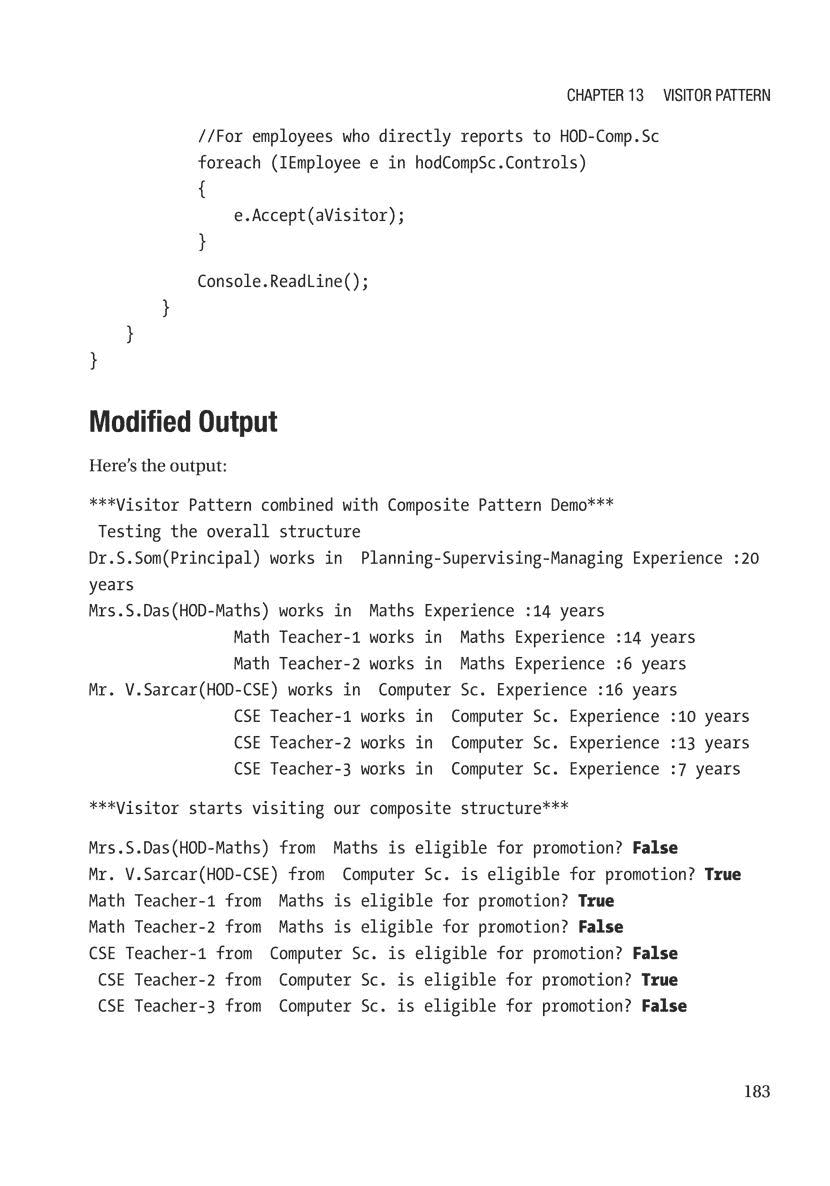 CHAPTER 13 VISITOR PATTERN
//For employees who directly reports to HOD-Comp.Sc
foreach (IEmployee e in hodCompSc.Controls)
{
e.Accept(aVisitor);
}
Console.ReadLine();
}
}
}
Modified Output
Here’s the output:
***Visitor Pattern combined with Composite Pattern Demo***
Testing the overall structure
Dr.S.Som(Principal) works in  Planning-Supervising-Managing Experience :20
years
Mrs.S.Das(HOD-Maths) works in  Maths Experience :14 years
Math Teacher-1 works in  Maths Experience :14 years
Math Teacher-2 works in  Maths Experience :6 years
Mr. V.Sarcar(HOD-CSE) works in  Computer Sc. Experience :16 years
CSE Teacher-1 works in  Computer Sc. Experience :10 years
CSE Teacher-2 works in  Computer Sc. Experience :13 years
CSE Teacher-3 works in  Computer Sc. Experience :7 years
***Visitor starts visiting our composite structure***
Mrs.S.Das(HOD-Maths) from  Maths is eligible for promotion? False
Mr. V.Sarcar(HOD-CSE) from  Computer Sc. is eligible for promotion? True
Math Teacher-1 from  Maths is eligible for promotion? True
Math Teacher-2 from  Maths is eligible for promotion? False
CSE Teacher-1 from  Computer Sc. is eligible for promotion? False
CSE Teacher-2 from  Computer Sc. is eligible for promotion? True
CSE Teacher-3 from  Computer Sc. is eligible for promotion? False
183